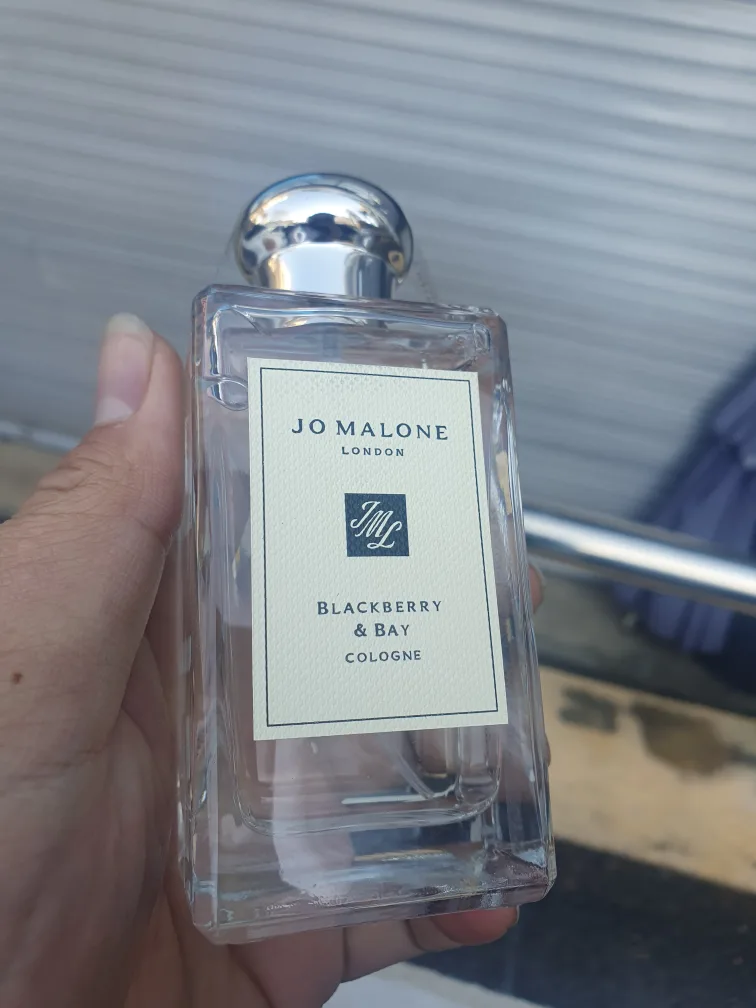 JO MALONE
LONDON
JML
BLACKBERRY
& BAY
COLOGNE